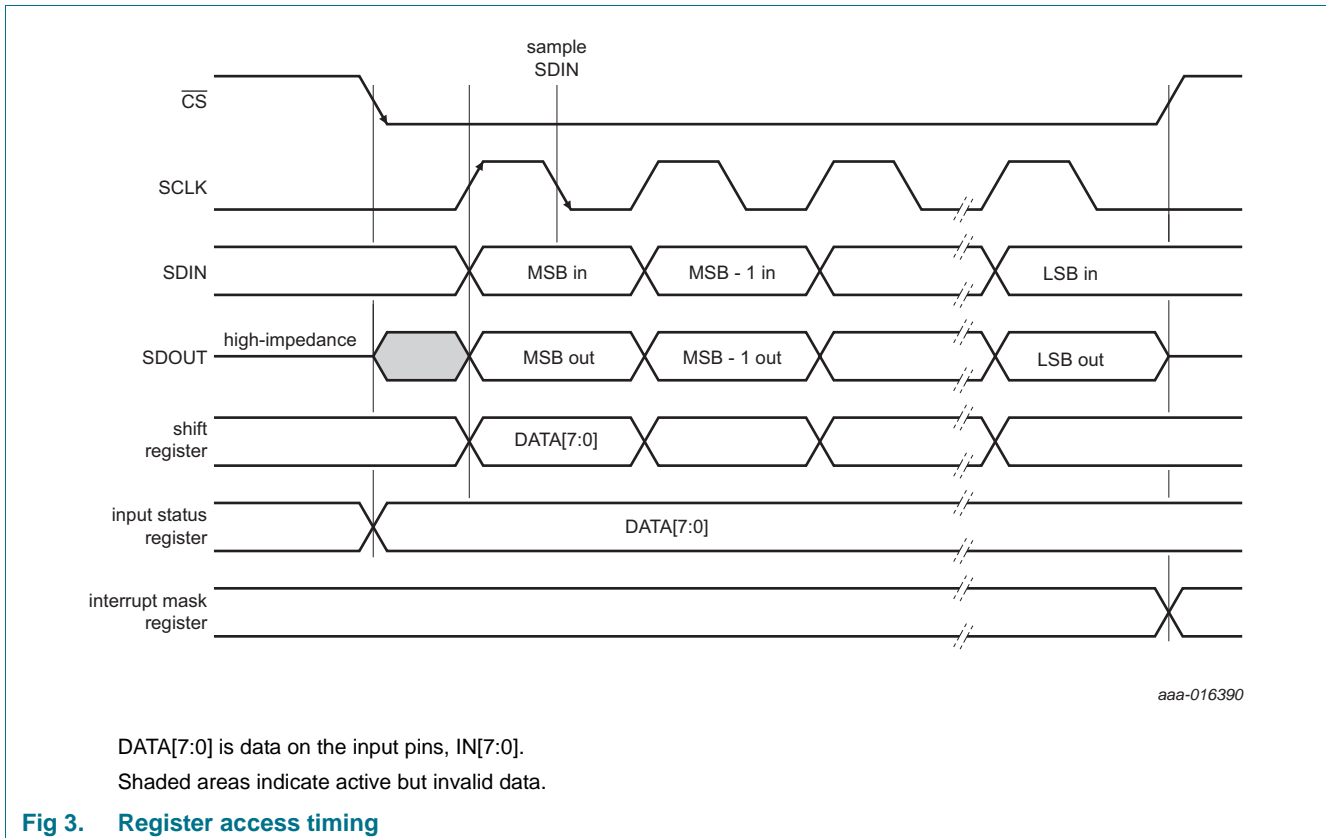 sample
SDIN
CS
SCLK
SDIN
MSB in
MSB - 1 in
LSB in
high-impedance
SDOUT
MSB out
MSB - 1 out
LSB out
shift
register
DATA[7:0]
input status
register
DATA[7:0]
interrupt mask
register
aaa-016390
DATA[7:0] is data on the input pins, IN[7:0].
Shaded areas indicate active but invalid data.
Fig 3. Register access timing